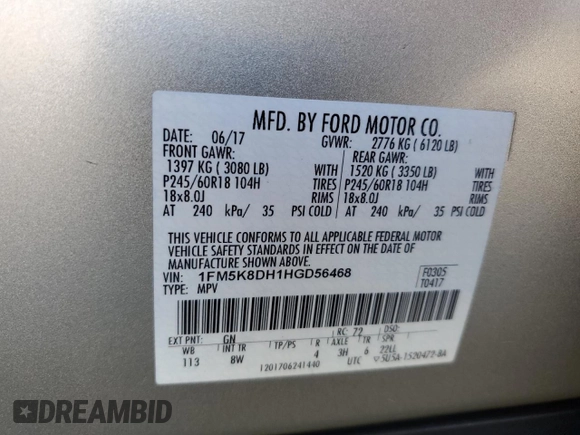 MFD. BY FORD MOTOR CO.
DATE: 06/17 GVWR: 2776 KG ( 6120 LB)
FRONT GAWR: REAR GAWR:
1397 KG ( 3080 LB) WITH 1520 KG ( 3350 LB) WITH
P245/60R18 104H TIRES P245/60R18 104H TIRES
18x8.0J RIMS 18x8.0J RIMS
AT 240 kPa/ 35 PSI COLD AT 240 kPa/ 35 PSI COLD
THIS VEHICLE CONFORMS TO ALL APPLICABLE FEDERAL MOTOR
VEHICLE SAFETY STANDARDS IN EFFECT ON THE DATE OF
MANUFACTURE SHOWN ABOVE.
VIN: 1FM5K8DH1HGD56468 F0305
TYPE: MPV T0417
EXT PNT: GN RC: 72 DSO:
WB INT TR TP/PS R AXLE TR SPR
113 8W 4 3H 6 22LL
1201706241440 UTC
DREAMBID